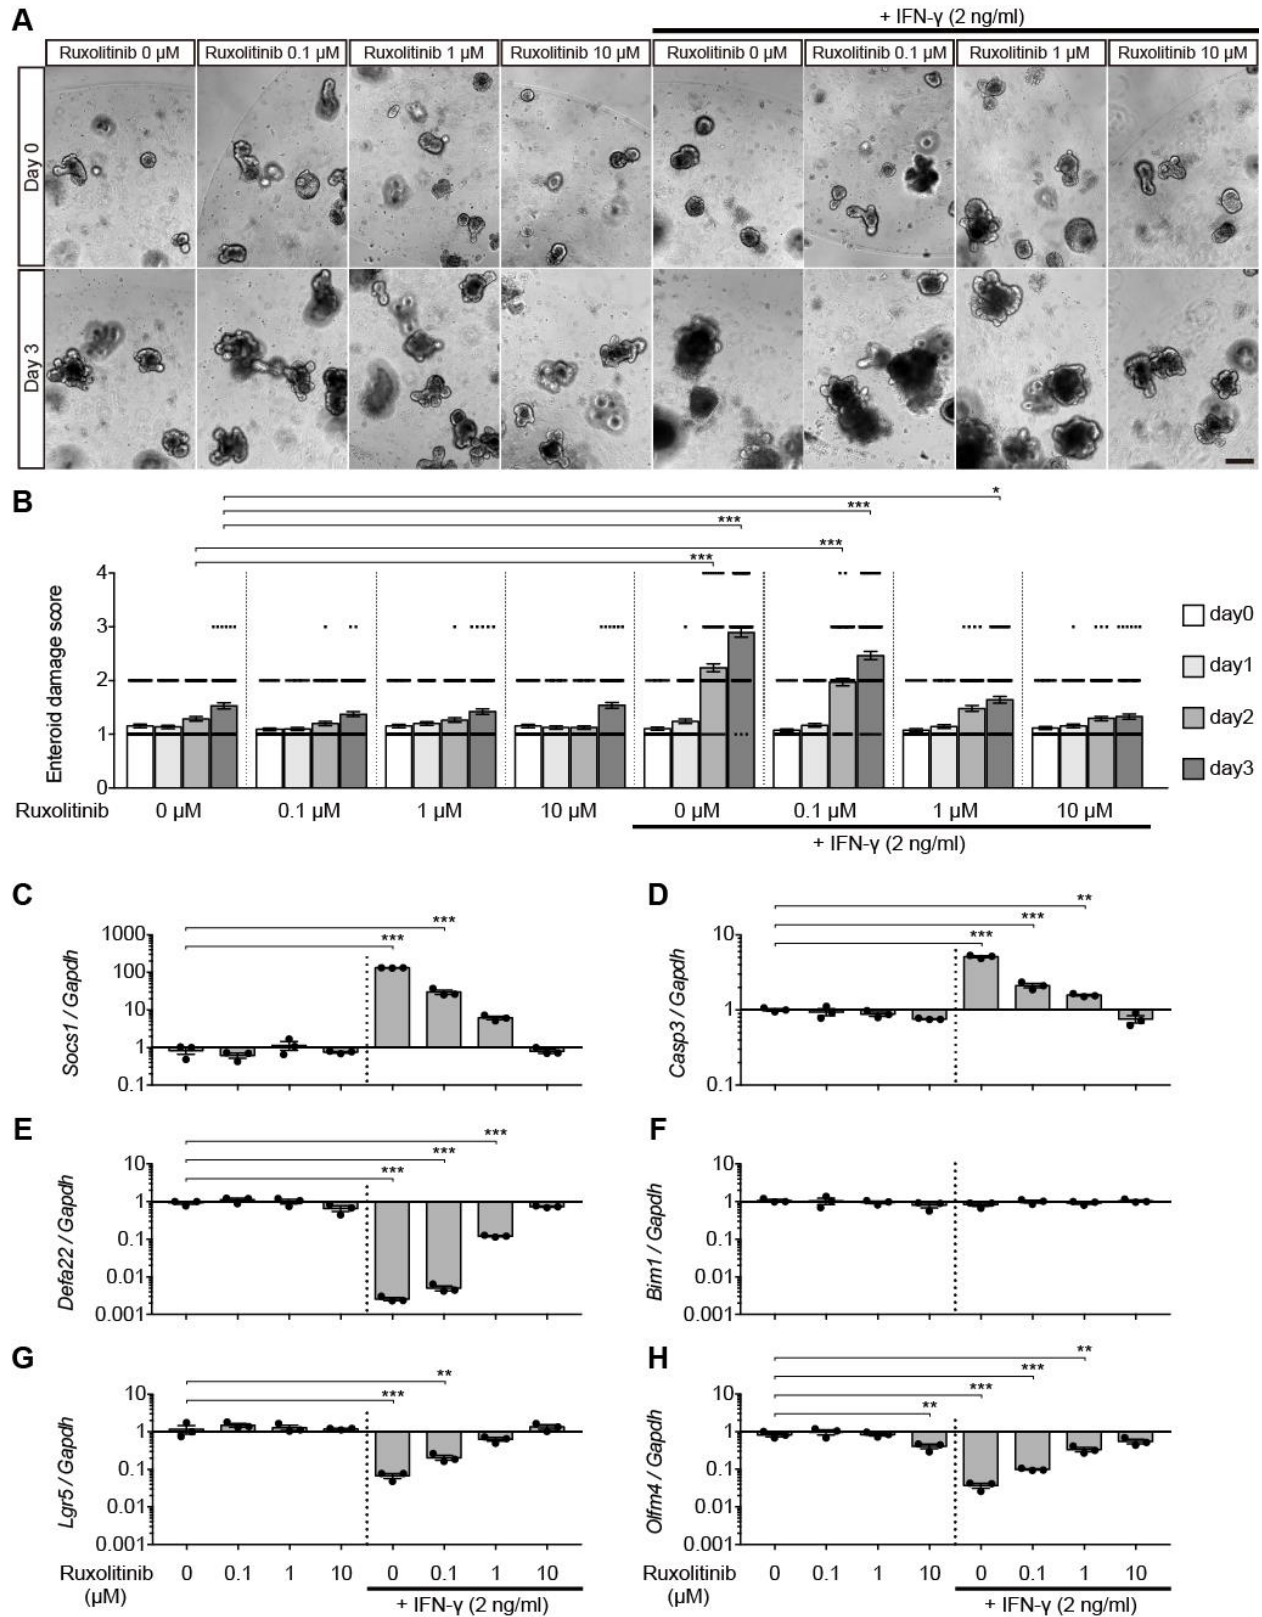 A
+ IFN-γ (2 ng/ml)
Ruxolitinib 0 µM Ruxolitinib 0.1 µM Ruxolitinib 1 µM Ruxolitinib 10 µM Ruxolitinib 0 µM Ruxolitinib 0.1 µM Ruxolitinib 1 µM Ruxolitinib 10 µM
Day 0
Day 3
B
*
***
***
***
***
Enteroid damage score
4
3
2
1
0
day0
day1
day2
day3
Ruxolitinib 0 µM 0.1 µM 1 µM 10 µM 0 µM 0.1 µM 1 µM 10 µM
+ IFN-γ (2 ng/ml)
C
***
***
Socs1 / Gapdh
1000
100
10
1
0.1
D
**
***
***
Casp3 / Gapdh
10
1
0.1
E
***
***
***
Defa22 / Gapdh
10
1
0.1
0.01
0.001
F
Bim1 / Gapdh
10
1
0.1
0.01
0.001
G
**
***
Lgr5 / Gapdh
10
1
0.1
0.01
0.001
Ruxolitinib 0 0.1 1 10 0 0.1 1 10
(µM)
+ IFN-γ (2 ng/ml)
H
**
***
***
**
Olfm4 / Gapdh
10
1
0.1
0.01
0.001
Ruxolitinib 0 0.1 1 10 0 0.1 1 10
(µM)
+ IFN-γ (2 ng/ml)